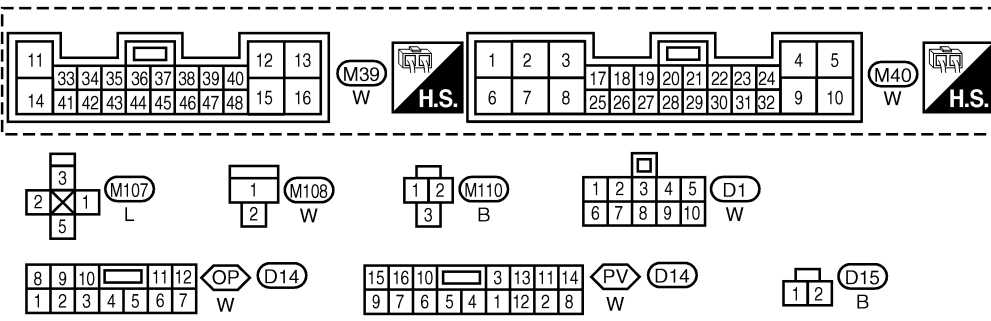 11 12 13
33 34 35 36 37 38 39 40
14 41 42 43 44 45 46 47 48 15 16
M39
W
H.S.
1 2 3 4 5
17 18 19 20 21 22 23 24
6 7 8 25 26 27 28 29 30 31 32 9 10
M40
W
H.S.
3
2 1
5
M107
L
1
2
M108
W
1 2
3
M110
B
1 2 3 4 5
6 7 8 9 10
D1
W
8 9 10 11 12
1 2 3 4 5 6 7
OP D14
W
15 16 10 3 13 11 14
9 7 6 5 4 1 12 2 8
PV D14
W
1 2
D15
B